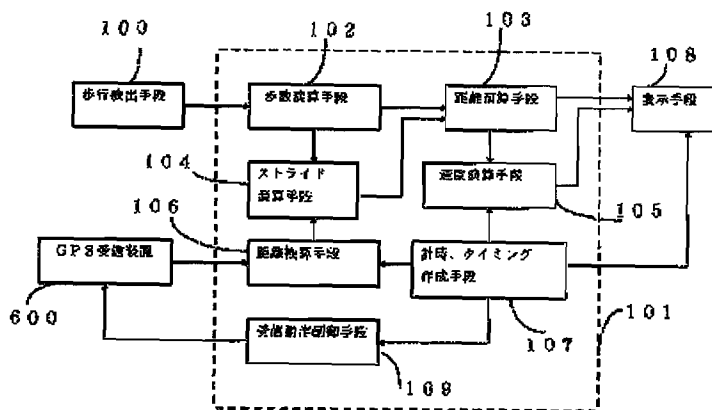 100
102
103
108
歩行検出手段
歩数演算手段
距離演算手段
表示手段
104
ストライド
演算手段
速度演算手段
105
106
GPS受信装置
距離検算手段
計時、タイミング
作成手段
600
受信動作制御手段
109
107
101